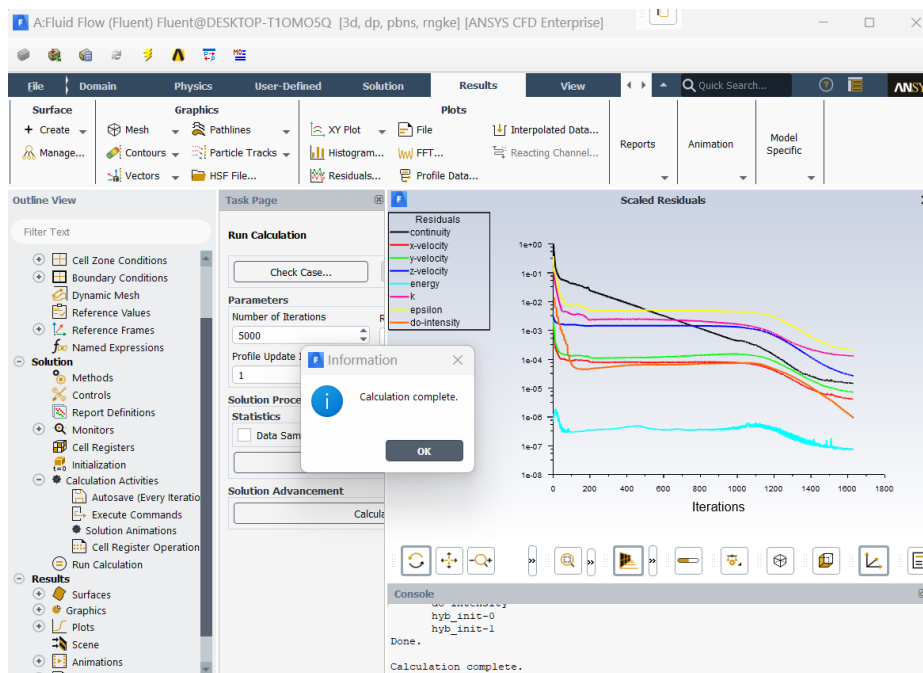 A:Fluid Flow (Fluent) Fluent@DESKTOP-T1OMO5Q [3d, dp, pbns, rngke] [ANSYS CFD Enterprise]
File Domain Physics User-Defined Solution Results View Quick Search... ANSY
Surface Graphics Plots
+ Create Mesh Pathlines XY Plot File Interpolated Data...
Manage... Contours Particle Tracks Histogram... FFT... Reacting Channel... Reports Animation Model Specific
Vectors HSF File... Residuals... Profile Data...
Outline View
Filter Text
Cell Zone Conditions
Boundary Conditions
Dynamic Mesh
Reference Values
Reference Frames
Named Expressions
Solution
Methods
Controls
Report Definitions
Monitors
Cell Registers
Initialization
Calculation Activities
Autosave (Every Iteratio
Execute Commands
Solution Animations
Cell Register Operation
Run Calculation
Results
Surfaces
Graphics
Plots
Scene
Animations
Task Page
Run Calculation
Check Case...
Parameters
Number of Iterations
5000
Profile Update I
1
Solution Proce
Statistics
Data Sam
Solution Advancement
Calcula
Information
Calculation complete.
OK
Scaled Residuals
Residuals
continuity
x-velocity
y-velocity
z-velocity
energy
k
epsilon
do-intensity
1e+00
1e-01
1e-02
1e-03
1e-04
1e-05
1e-06
1e-07
1e-08
0 200 400 600 800 1000 1200 1400 1600 1800
Iterations
Console
do-intensity
hyb_init-0
hyb_init-1
Done.
Calculation complete.